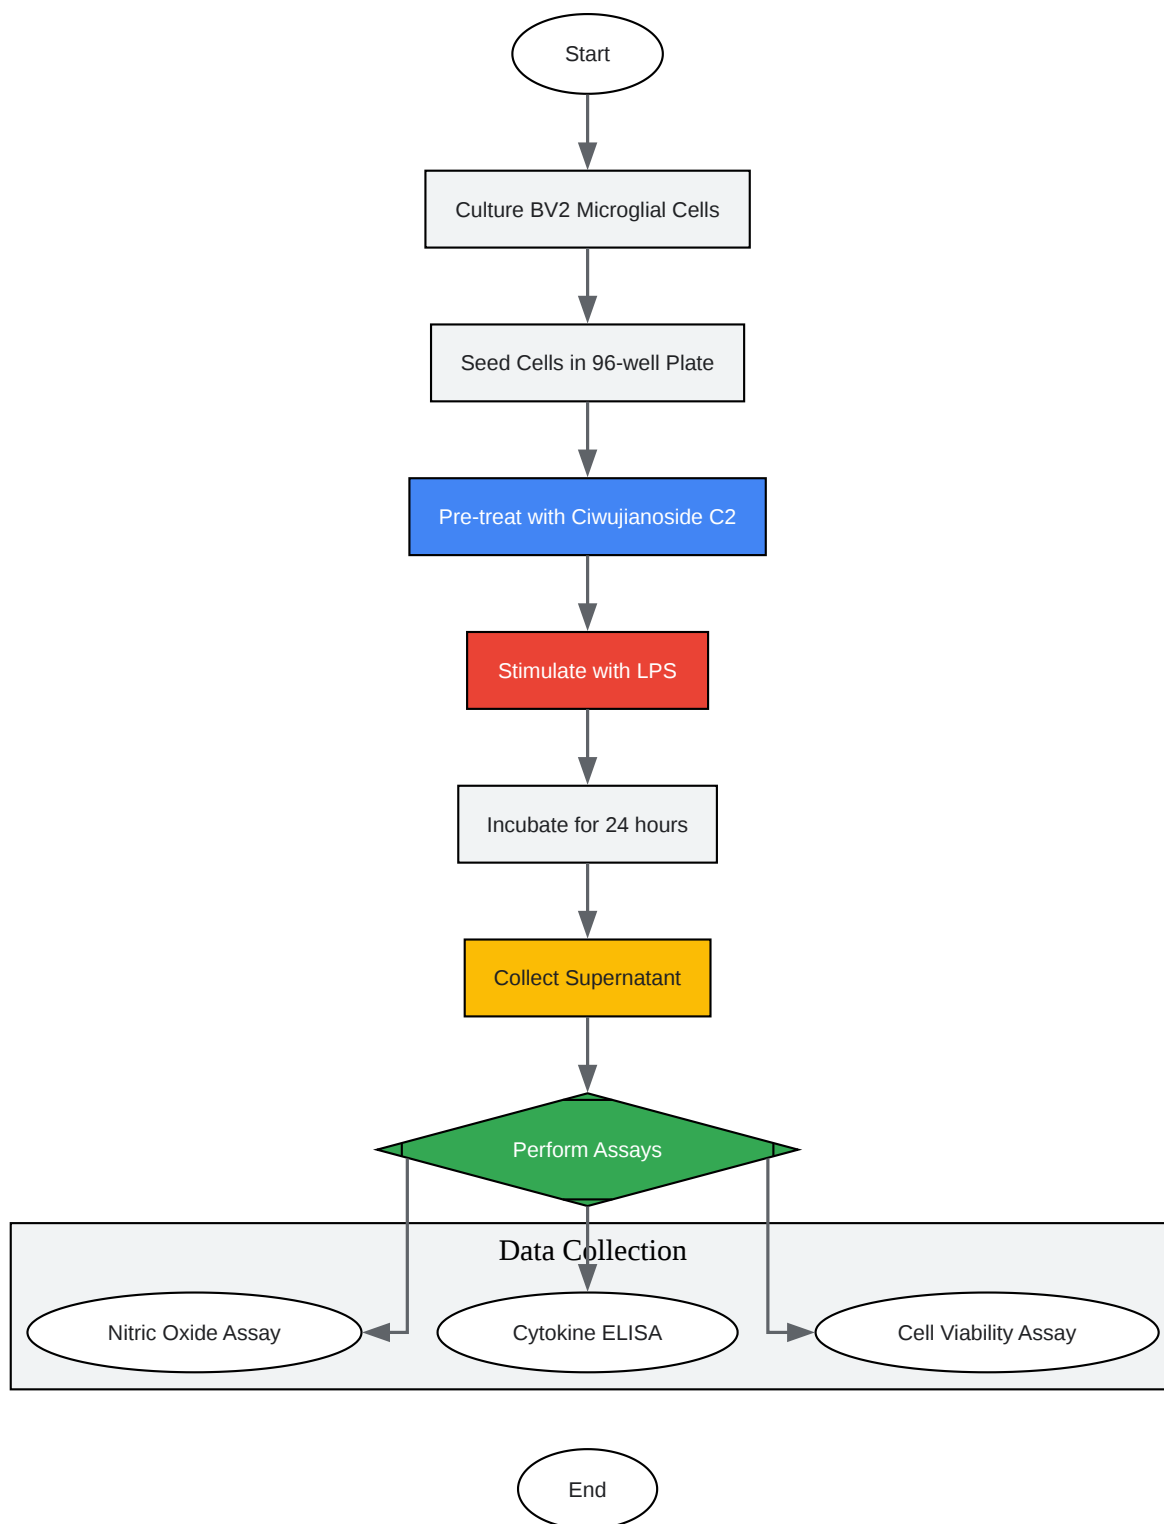 Start
Culture BV2 Microglial Cells
Seed Cells in 96-well Plate
Pre-treat with Ciwujianoside C2
Stimulate with LPS
Incubate for 24 hours
Collect Supernatant
Perform Assays
Data Collection
Nitric Oxide Assay
Cytokine ELISA
Cell Viability Assay
End